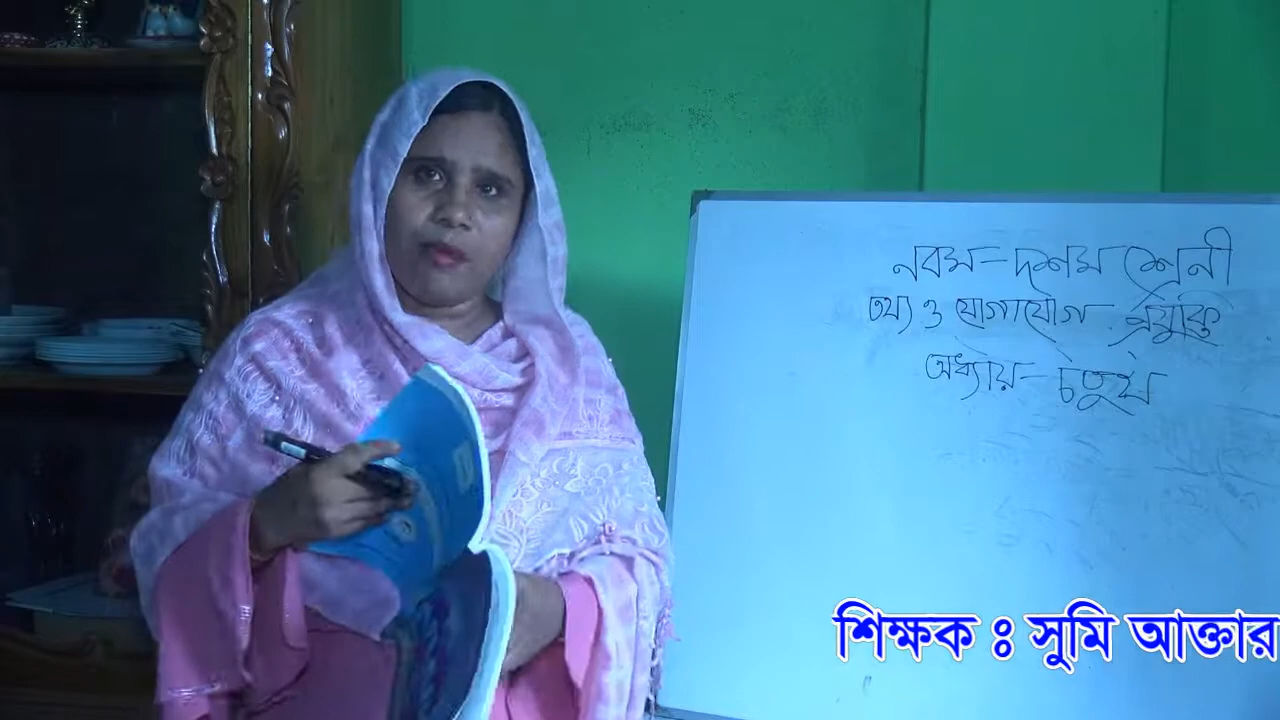 নবম-দশম শ্রেনী
তথ্য ও যোগাযোগ প্রযুক্তি
অধ্যায়- চতুর্থ
শিক্ষক ঃ সুমি আক্তার